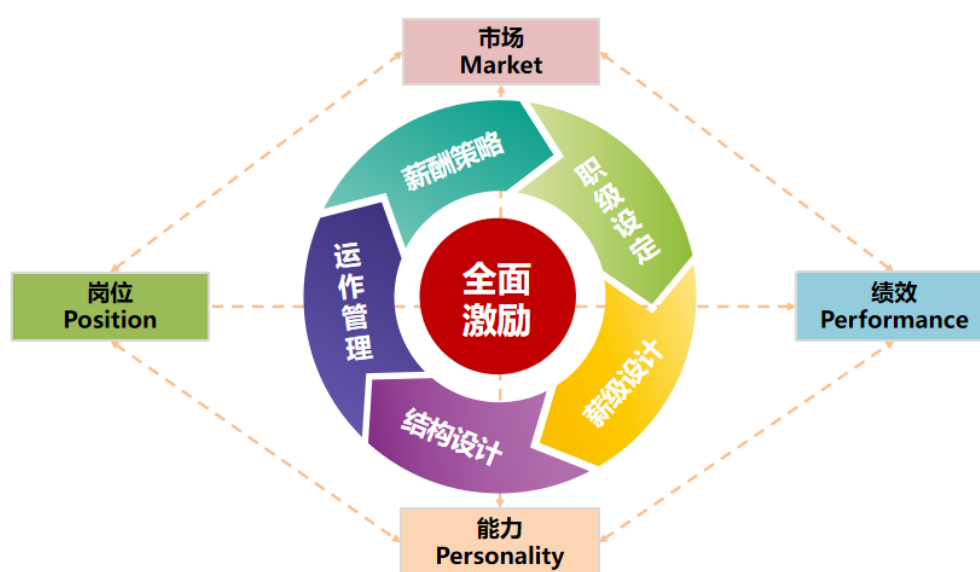 市场
Market
薪酬策略
职级设定
运作管理
全面
激励
岗位
Position
绩效
Performance
薪级设计
结构设计
能力
Personality